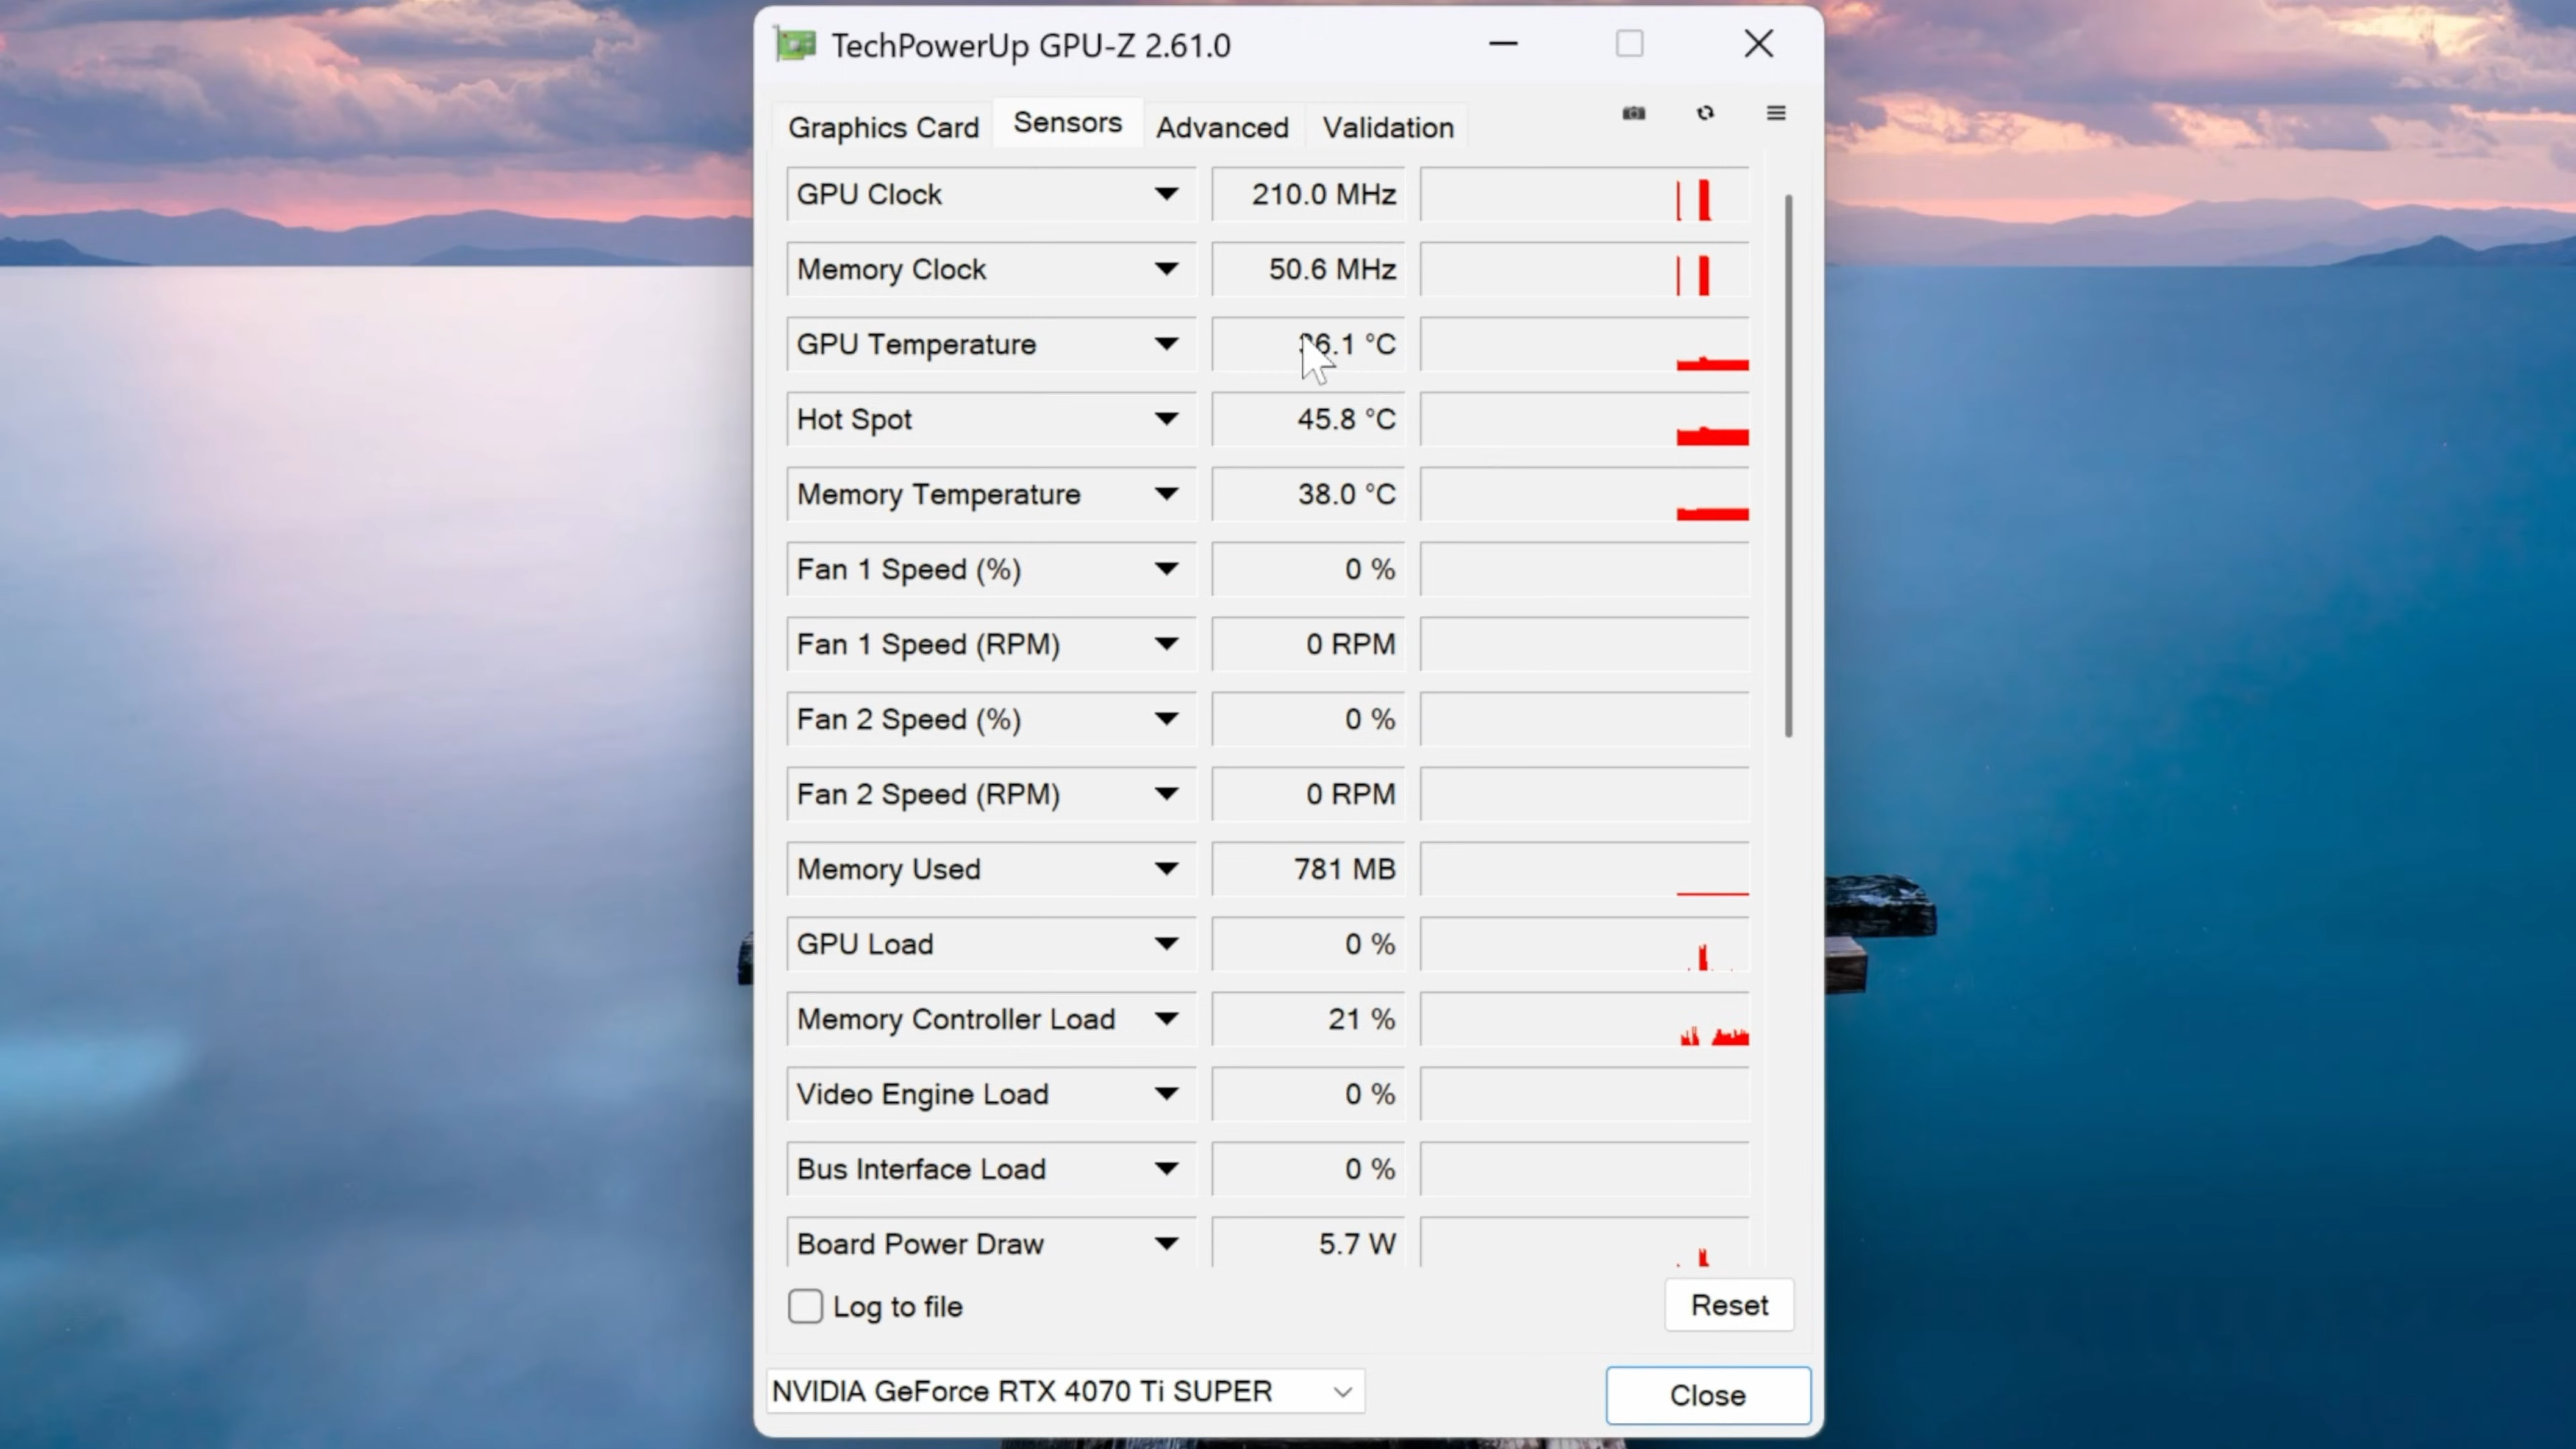 TechPowerUp GPU-Z 2.61.0
Graphics Card Sensors Advanced Validation
GPU Clock 210.0 MHz
Memory Clock 50.6 MHz
GPU Temperature 36.1 °C
Hot Spot 45.8 °C
Memory Temperature 38.0 °C
Fan 1 Speed (%) 0 %
Fan 1 Speed (RPM) 0 RPM
Fan 2 Speed (%) 0 %
Fan 2 Speed (RPM) 0 RPM
Memory Used 781 MB
GPU Load 0 %
Memory Controller Load 21 %
Video Engine Load 0 %
Bus Interface Load 0 %
Board Power Draw 5.7 W
Log to file Reset
NVIDIA GeForce RTX 4070 Ti SUPER Close